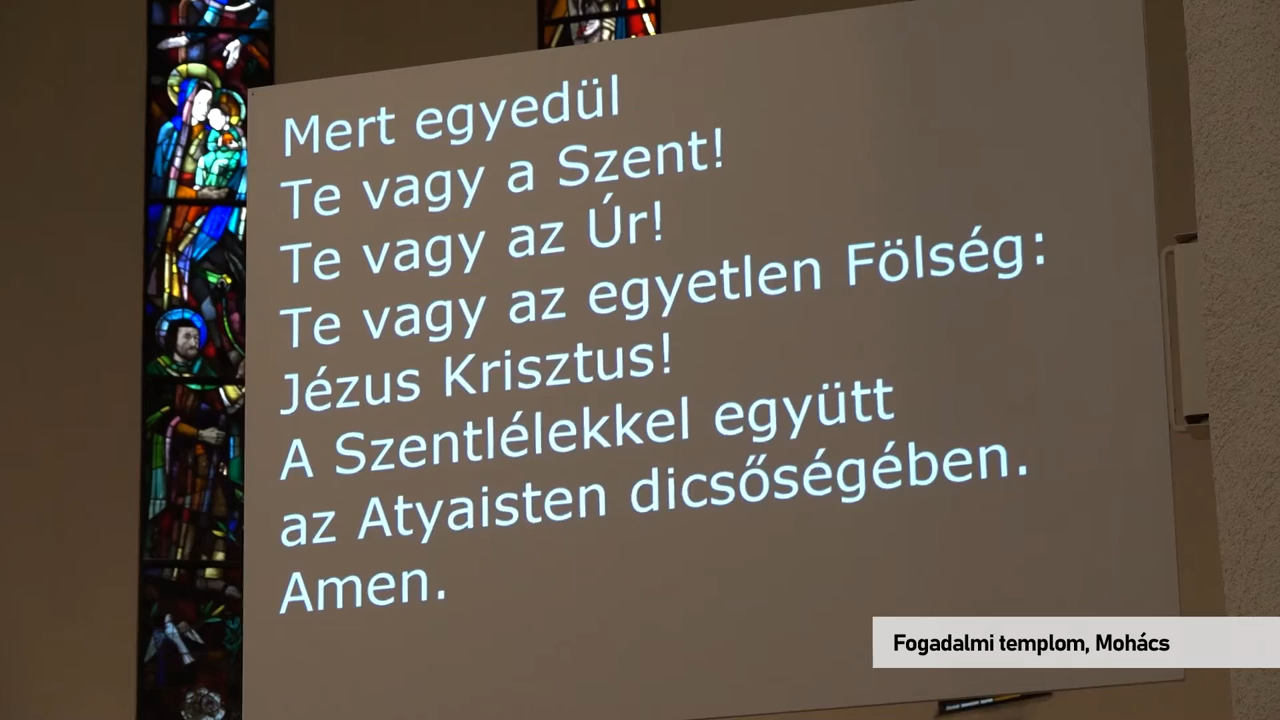 Mert egyedül
Te vagy a Szent!
Te vagy az Úr!
Te vagy az egyetlen Fölség:
Jézus Krisztus!
A Szentlélekkel együtt
az Atyaisten dicsőségében.
Amen.
Fogadalmi templom, Mohács